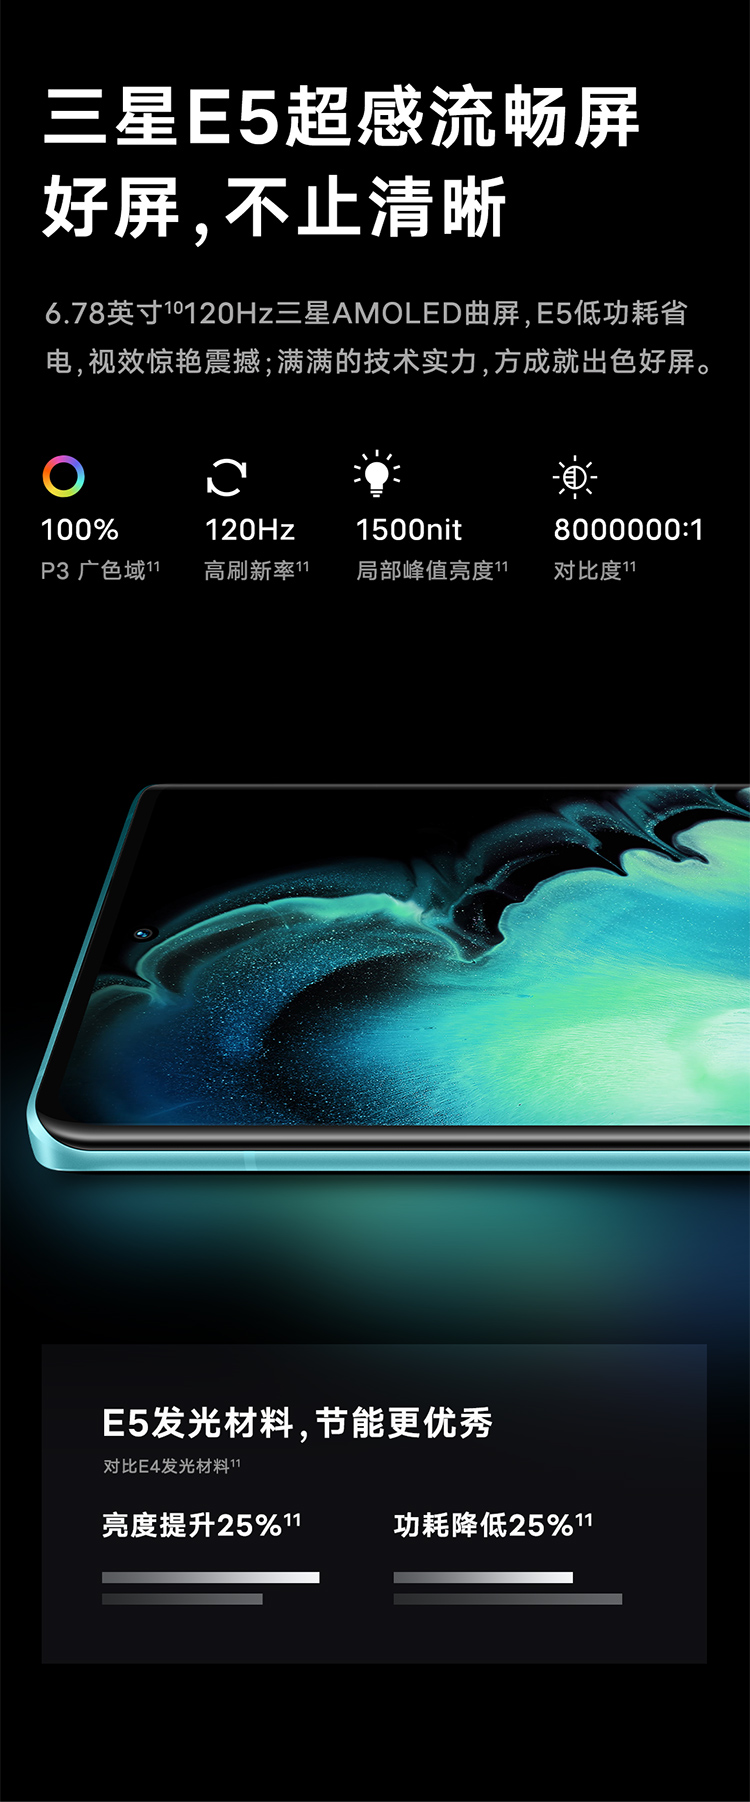 三星E5超感流畅屏
好屏,不止清晰
6.78英寸¹⁰120Hz三星AMOLED曲屏,E5低功耗省
电,视效惊艳震撼;满满的技术实力,方成就出色好屏。
100% 120Hz 1500nit 8000000:1
P3 广色域¹¹ 高刷新率¹¹ 局部峰值亮度¹¹ 对比度¹¹
E5发光材料,节能更优秀
对比E4发光材料¹¹
亮度提升25%¹¹ 功耗降低25%¹¹